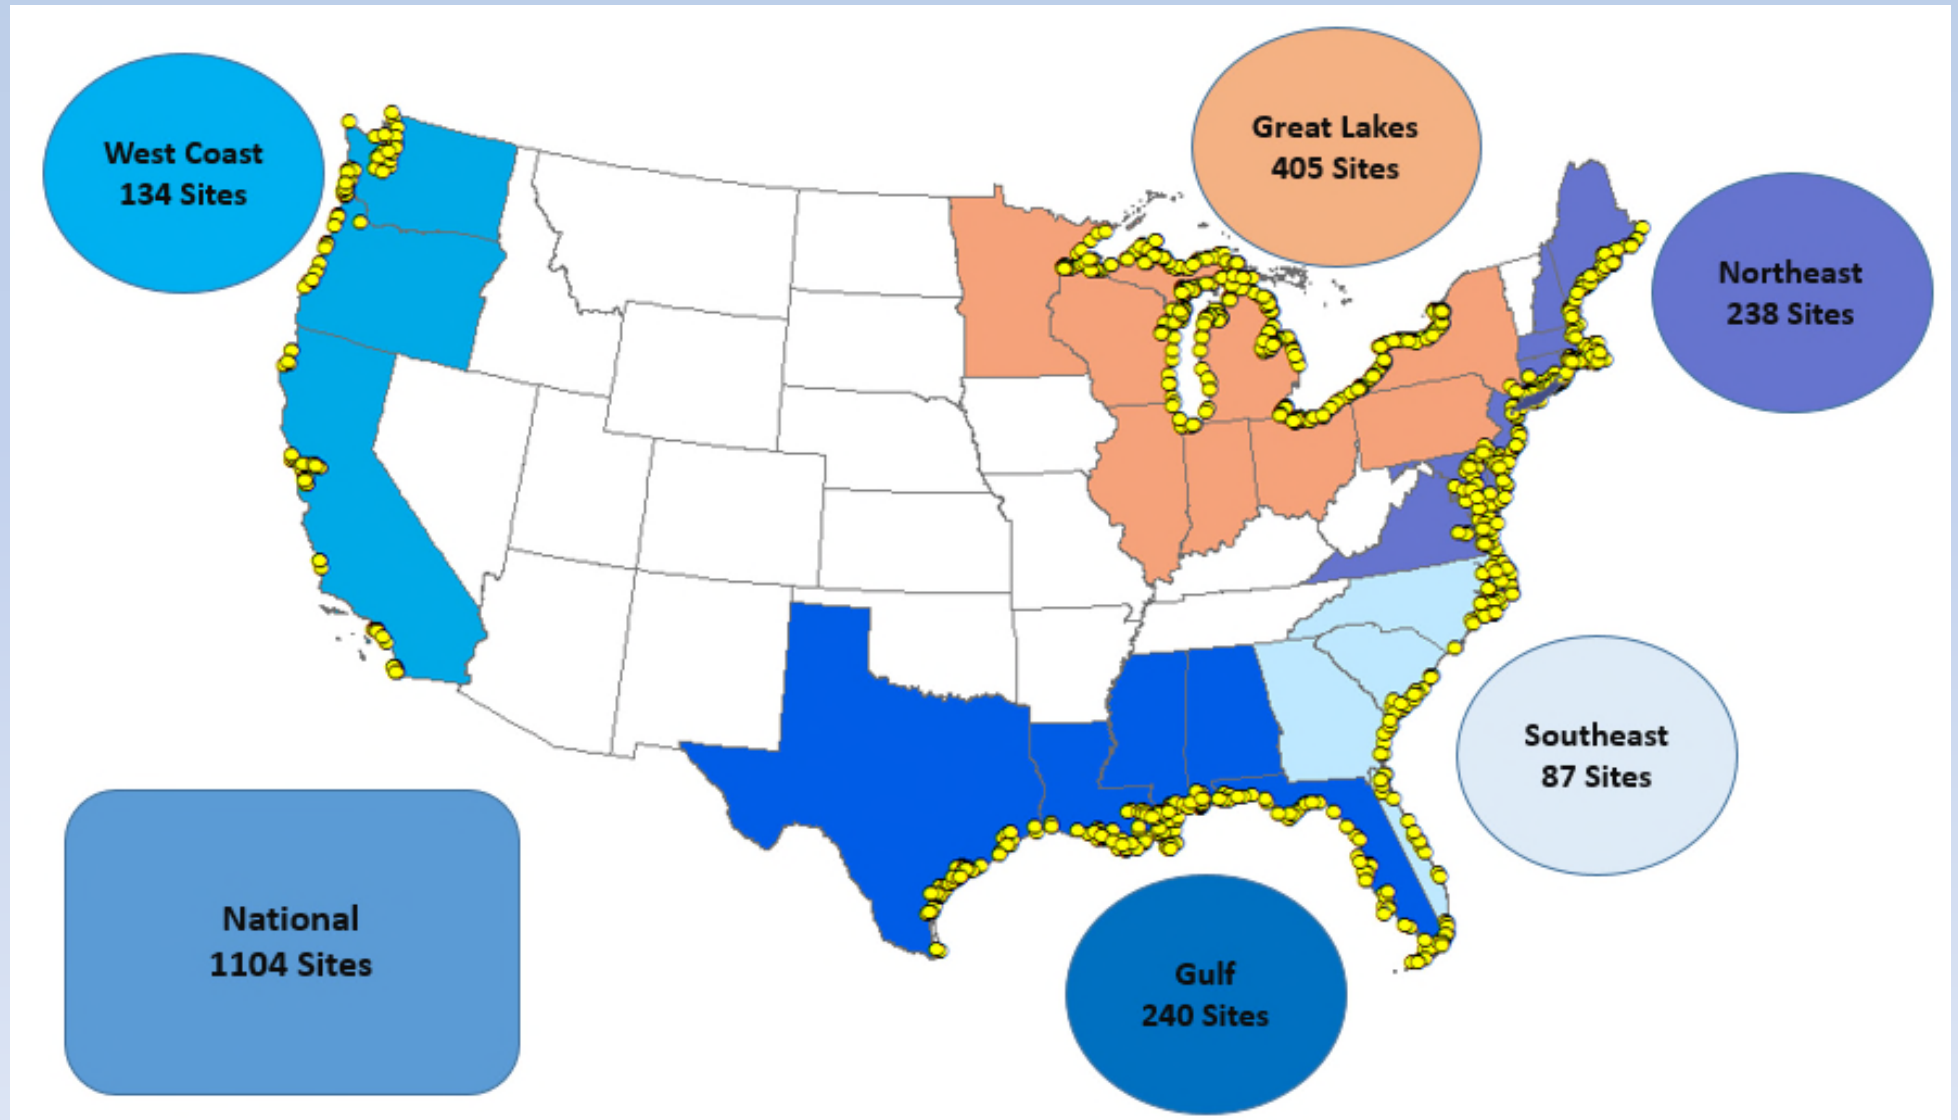 West Coast
134 Sites
Great Lakes
405 Sites
Northeast
238 Sites
Southeast
87 Sites
National
1104 Sites
Gulf
240 Sites